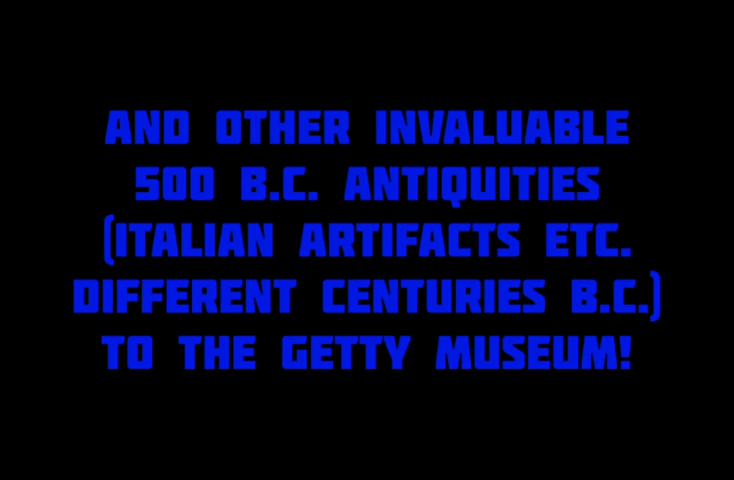 AND OTHER INVALUABLE
500 B.C. ANTIQUITIES
(ITALIAN ARTIFACTS ETC.
DIFFERENT CENTURIES B.C.)
TO THE GETTY MUSEUM!